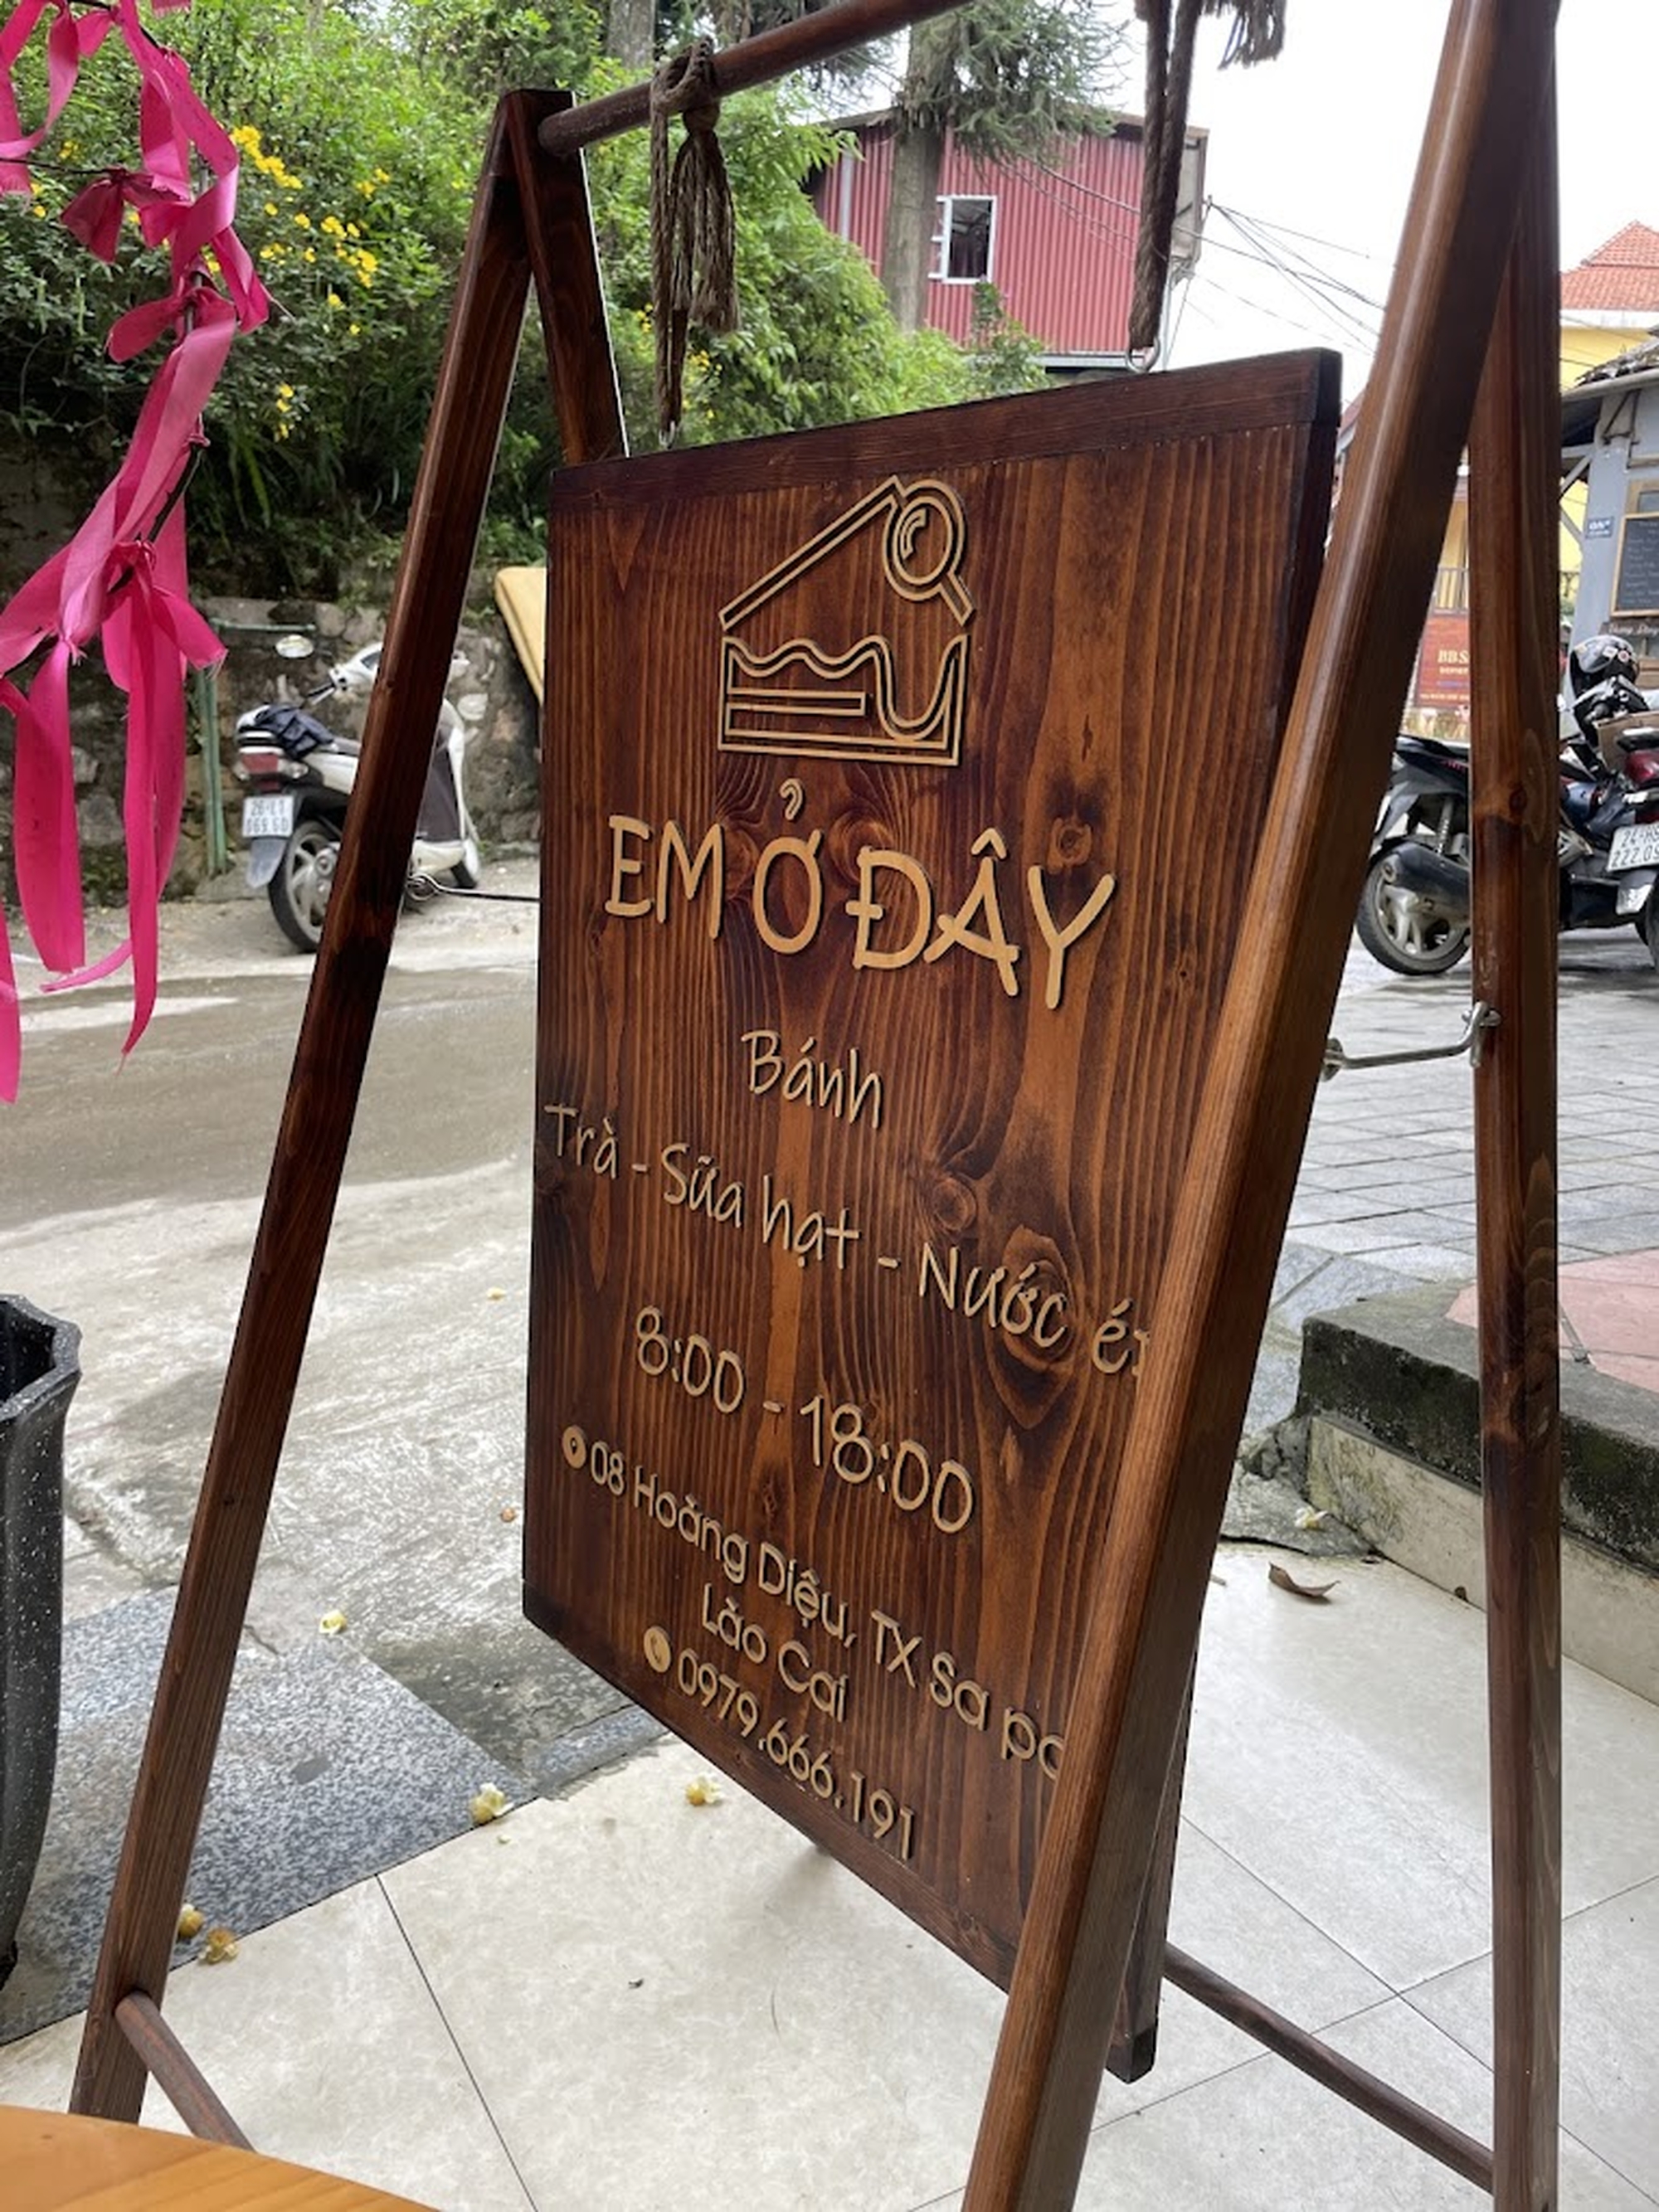 EM Ở ĐÂY
Bánh
Trà - Sữa hạt - Nước
8:00 - 18:00
08 Hoàng Diệu, TX Sa pa
Lào Cai
0979.666.191